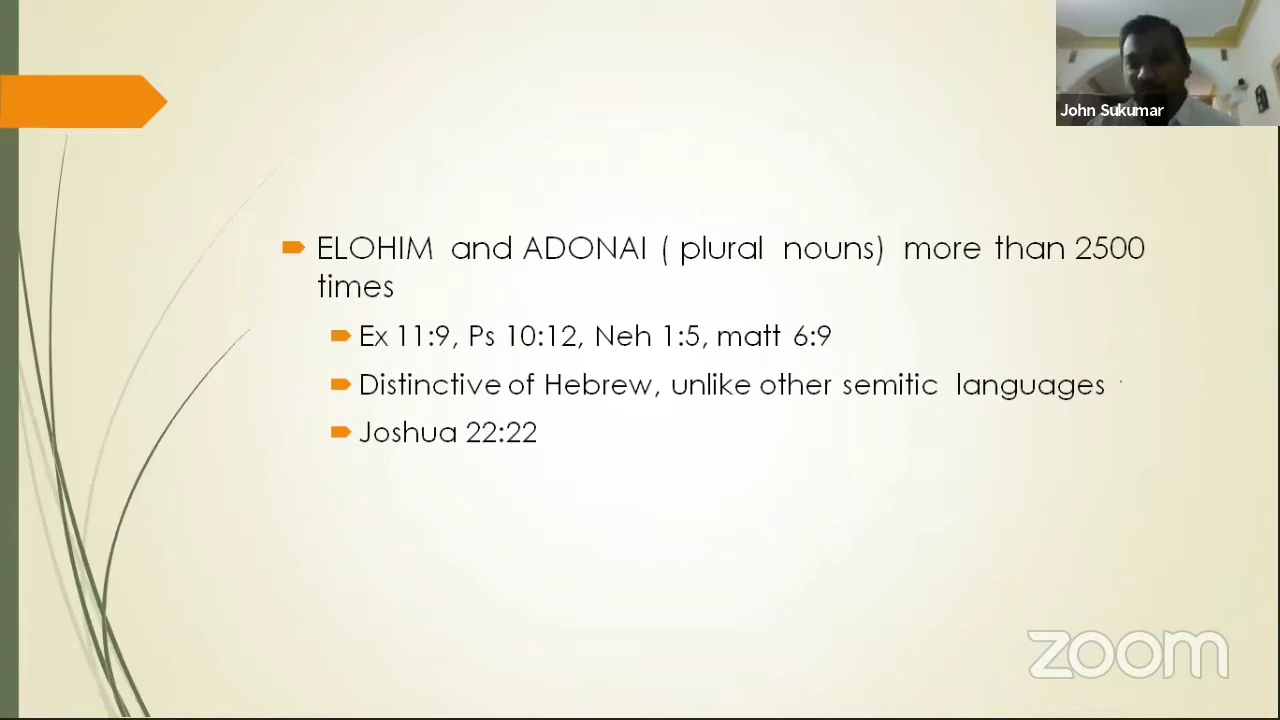 John Sukumar
ELOHIM and ADONAI ( plural nouns) more than 2500
times
Ex 11:9, Ps 10:12, Neh 1:5, matt 6:9
Distinctive of Hebrew, unlike other semitic languages
Joshua 22:22
zoom